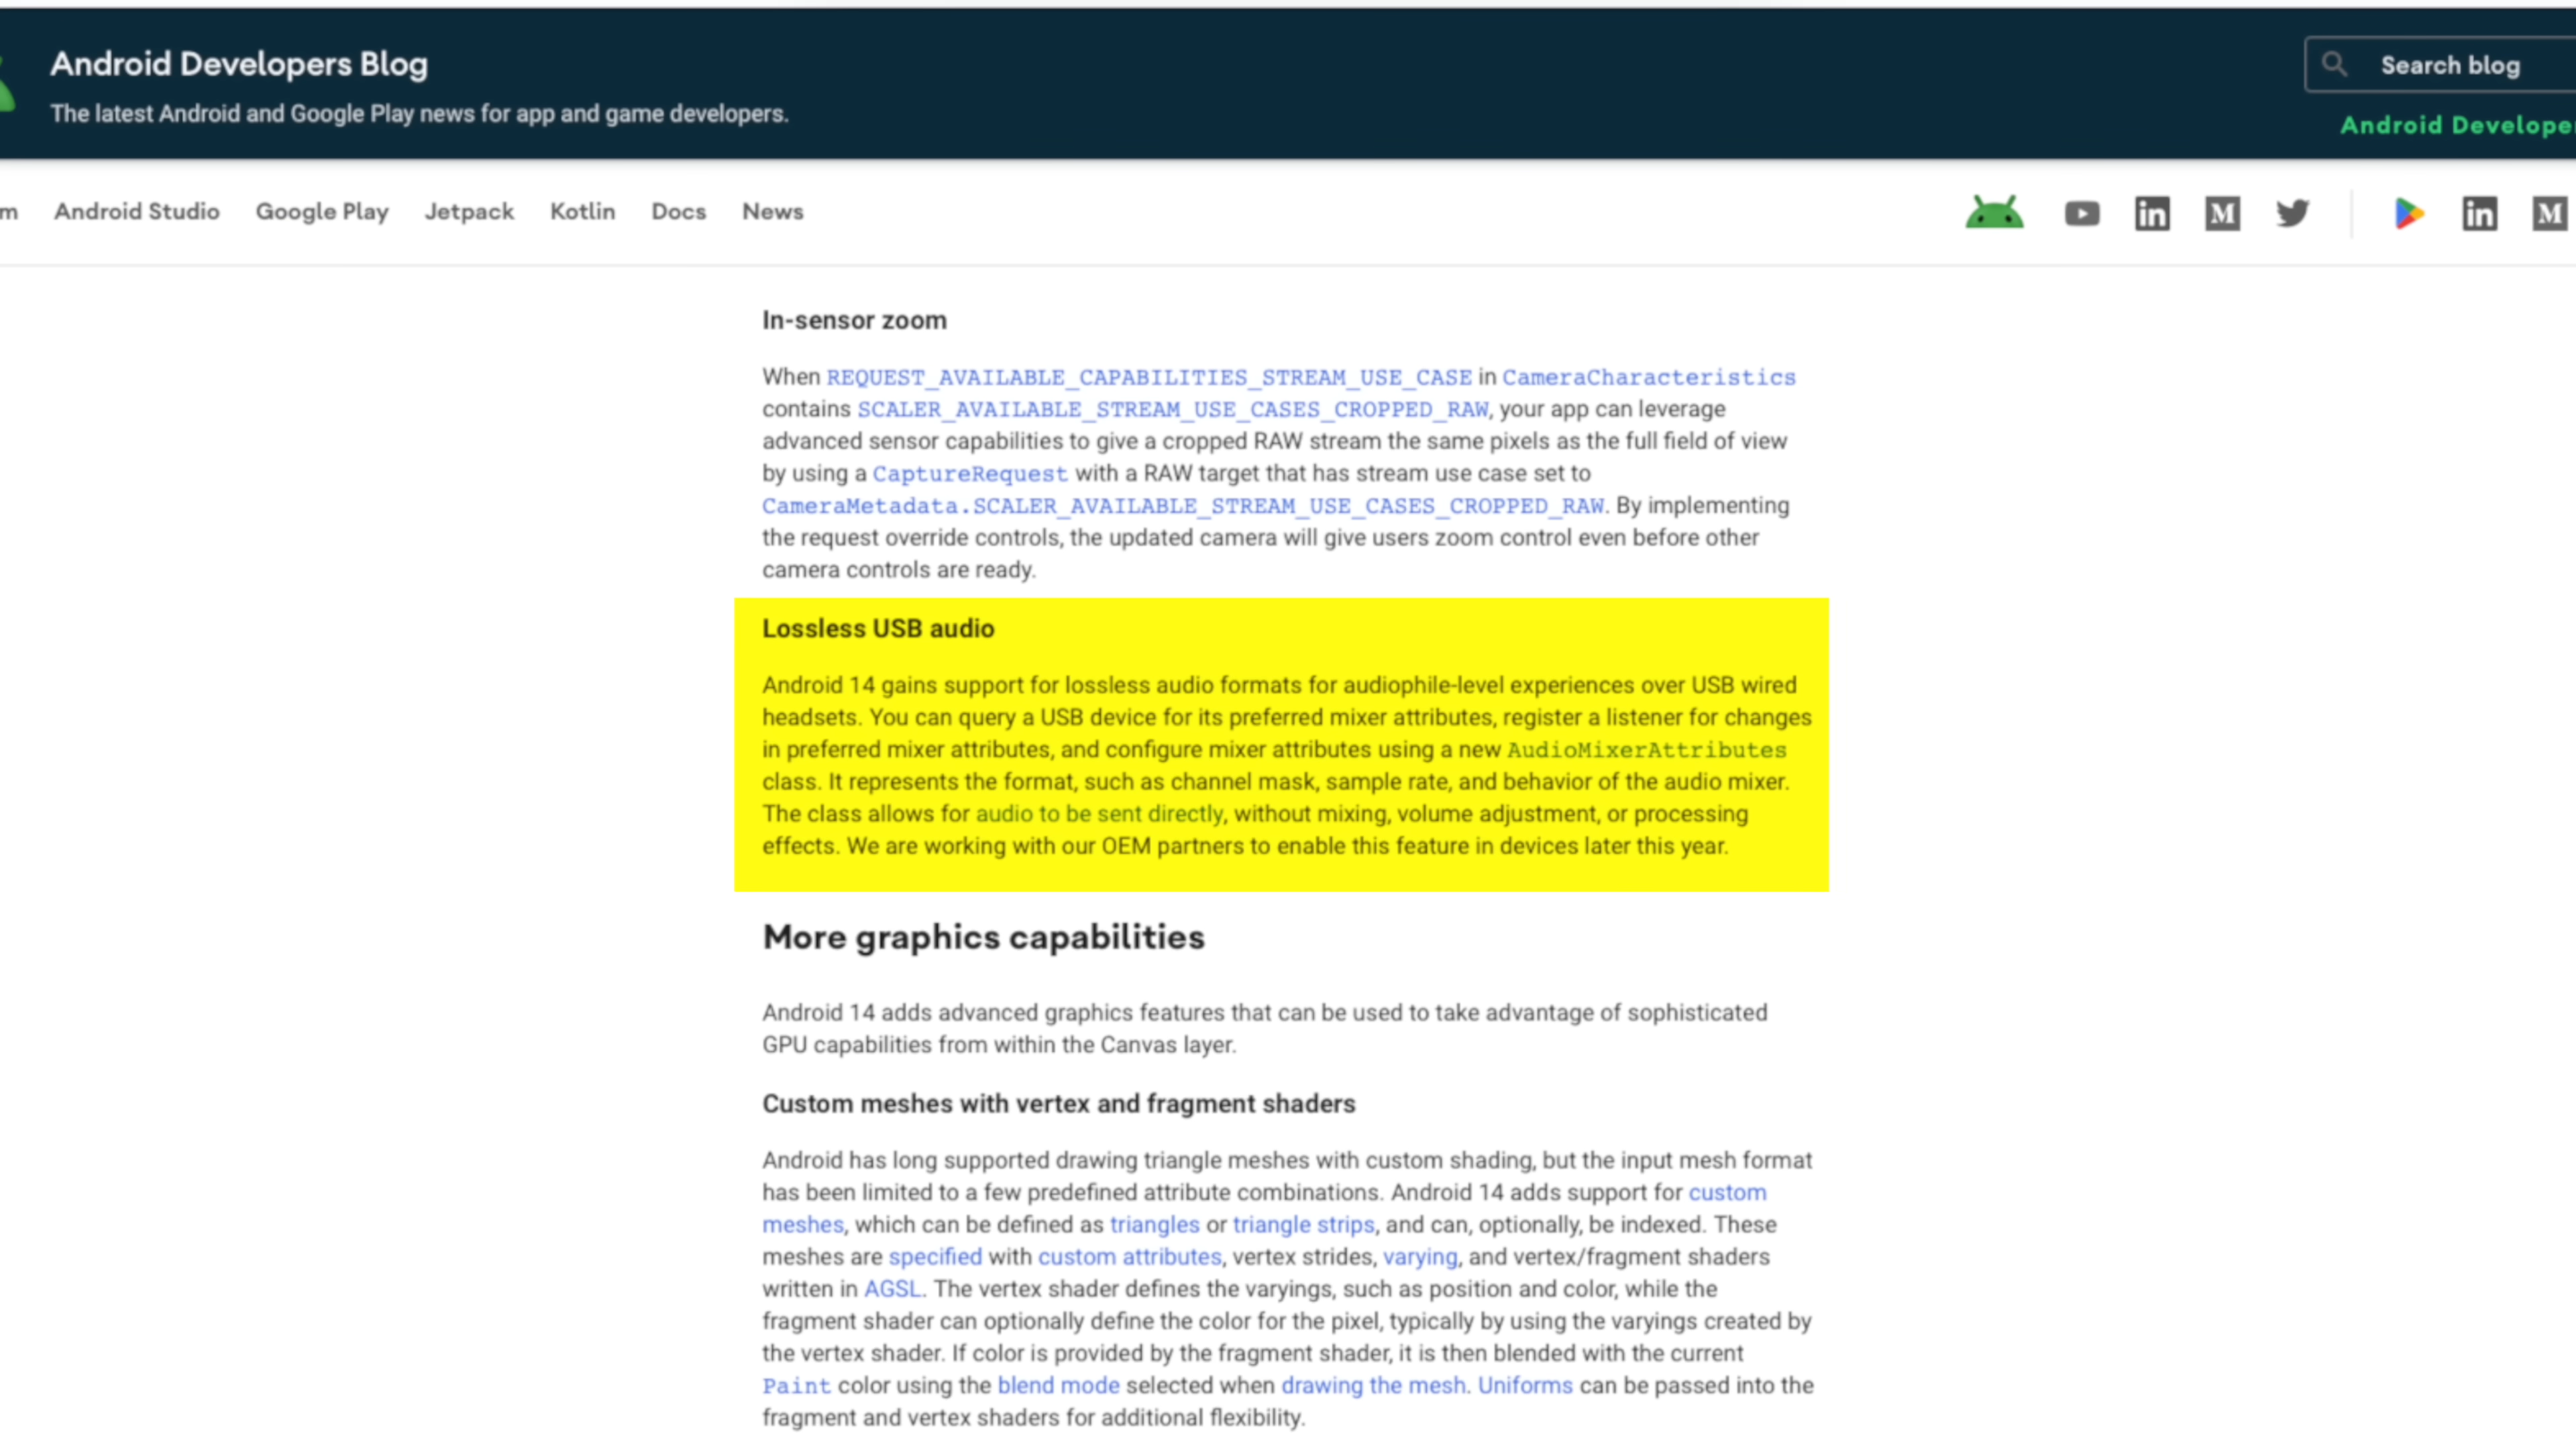 Android Developers Blog
The latest Android and Google Play news for app and game developers.
Search blog
Android Develope
m Android Studio Google Play Jetpack Kotlin Docs News
In-sensor zoom
When REQUEST_AVAILABLE_CAPABILITIES_STREAM_USE_CASE in CameraCharacteristics
contains SCALER_AVAILABLE_STREAM_USE_CASES_CROPPED_RAW, your app can leverage
advanced sensor capabilities to give a cropped RAW stream the same pixels as the full field of view
by using a CaptureRequest with a RAW target that has stream use case set to
CameraMetadata.SCALER_AVAILABLE_STREAM_USE_CASES_CROPPED_RAW. By implementing
the request override controls, the updated camera will give users zoom control even before other
camera controls are ready.
Lossless USB audio
Android 14 gains support for lossless audio formats for audiophile-level experiences over USB wired
headsets. You can query a USB device for its preferred mixer attributes, register a listener for changes
in preferred mixer attributes, and configure mixer attributes using a new AudioMixerAttributes
class. It represents the format, such as channel mask, sample rate, and behavior of the audio mixer.
The class allows for audio to be sent directly, without mixing, volume adjustment, or processing
effects. We are working with our OEM partners to enable this feature in devices later this year.
More graphics capabilities
Android 14 adds advanced graphics features that can be used to take advantage of sophisticated
GPU capabilities from within the Canvas layer.
Custom meshes with vertex and fragment shaders
Android has long supported drawing triangle meshes with custom shading, but the input mesh format
has been limited to a few predefined attribute combinations. Android 14 adds support for custom
meshes, which can be defined as triangles or triangle strips, and can, optionally, be indexed. These
meshes are specified with custom attributes, vertex strides, varying, and vertex/fragment shaders
written in AGSL. The vertex shader defines the varyings, such as position and color, while the
fragment shader can optionally define the color for the pixel, typically by using the varyings created by
the vertex shader. If color is provided by the fragment shader, it is then blended with the current
Paint color using the blend mode selected when drawing the mesh. Uniforms can be passed into the
fragment and vertex shaders for additional flexibility.